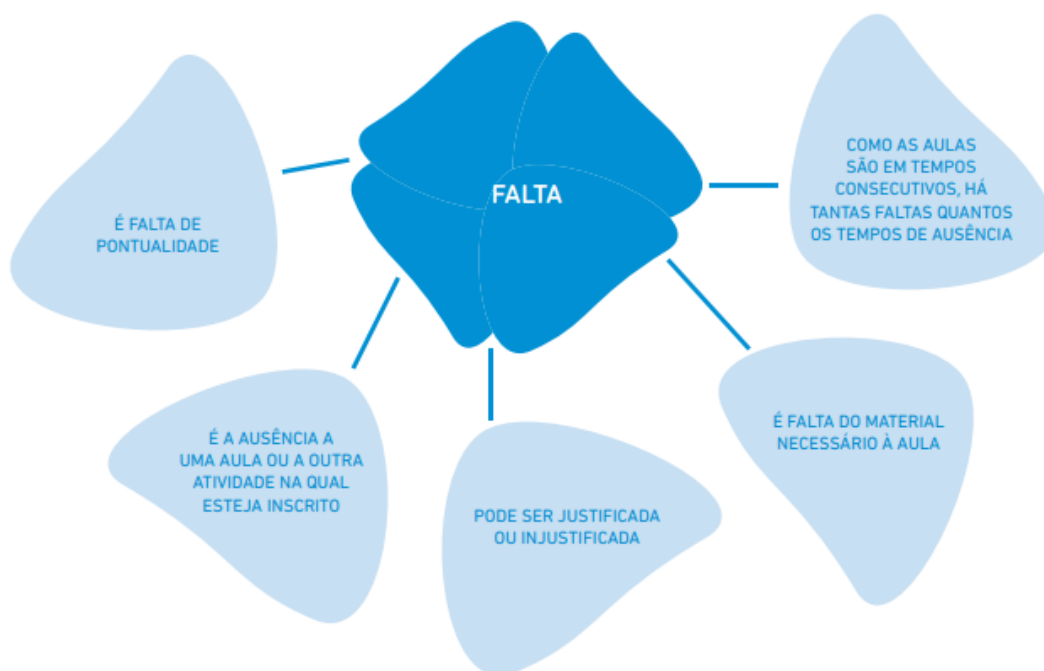 FALTA
É FALTA DE
PONTUALIDADE
É A AUSÊNCIA A
UMA AULA OU A OUTRA
ATIVIDADE NA QUAL
ESTEJA INSCRITO
PODE SER JUSTIFICADA
OU INJUSTIFICADA
É FALTA DO MATERIAL
NECESSÁRIO À AULA
COMO AS AULAS
SÃO EM TEMPOS
CONSECUTIVOS, HÁ
TANTAS FALTAS QUANTOS
OS TEMPOS DE AUSÊNCIA